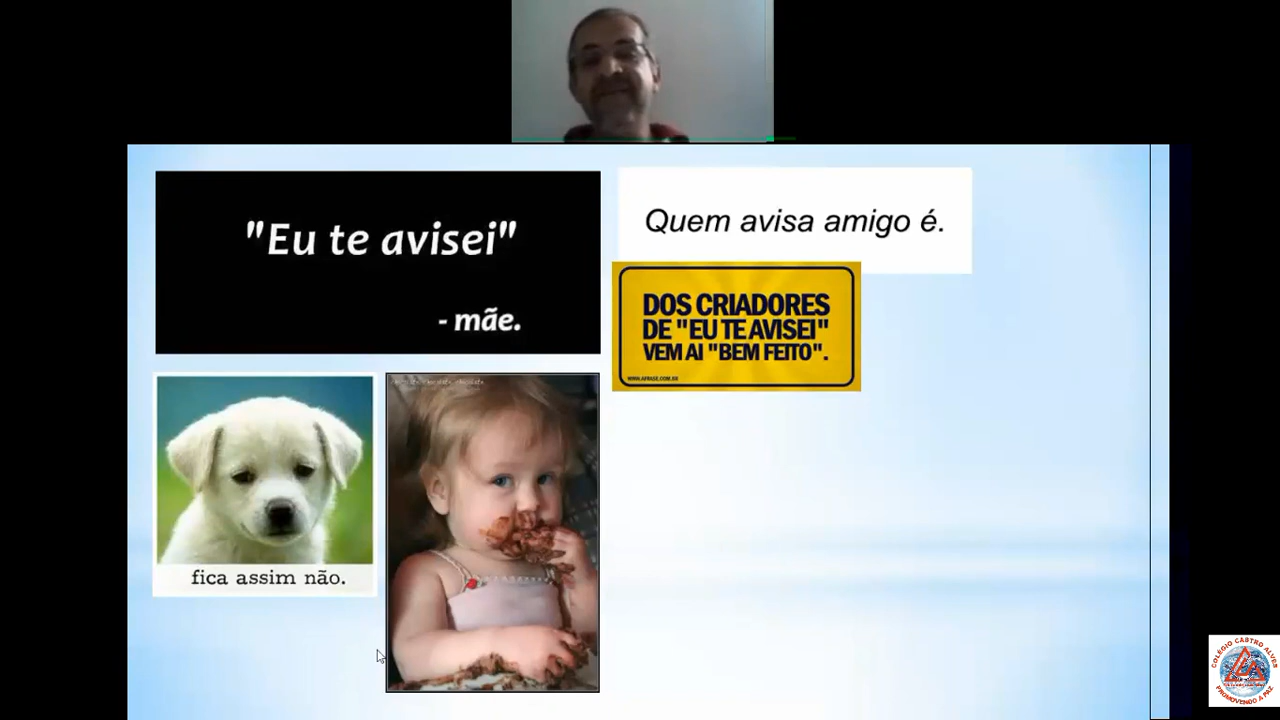 "Eu te avisei"
- mãe.
Quem avisa amigo é.
DOS CRIADORES
DE "EU TE AVISEI"
VEM AI "BEM FEITO".
WWW.AFRASE.COM.BR
fica assim não.
COLÉGIO CASTRO ALVES
PROMOVENDO A PAZ